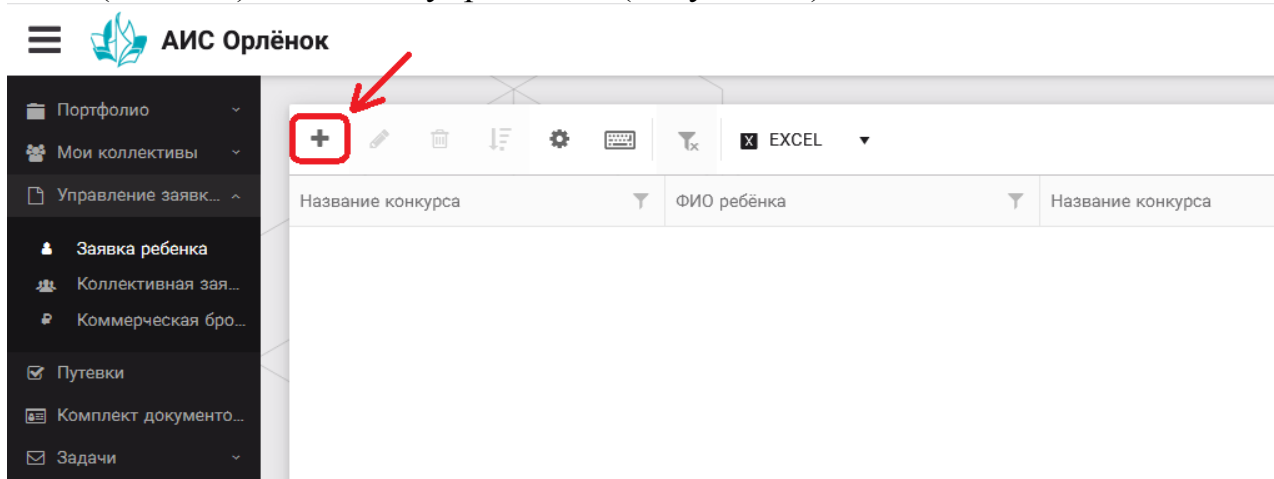 АИС Орлёнок
Портфолио
Мои коллективы
Управление заявк...
Заявка ребенка
Коллективная зая...
Коммерческая бро...
Путевки
Комплект документо...
Задачи
X EXCEL
Название конкурса
ФИО ребёнка
Название конкурса